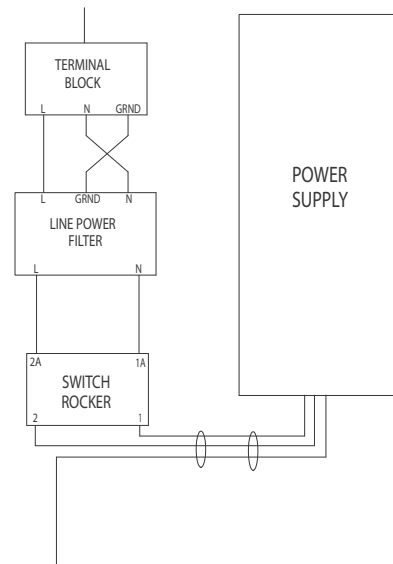 TERMINAL
BLOCK
L N GRND
L GRND N
LINE POWER
FILTER
L N
2A 1A
SWITCH
ROCKER
2 1
POWER
SUPPLY